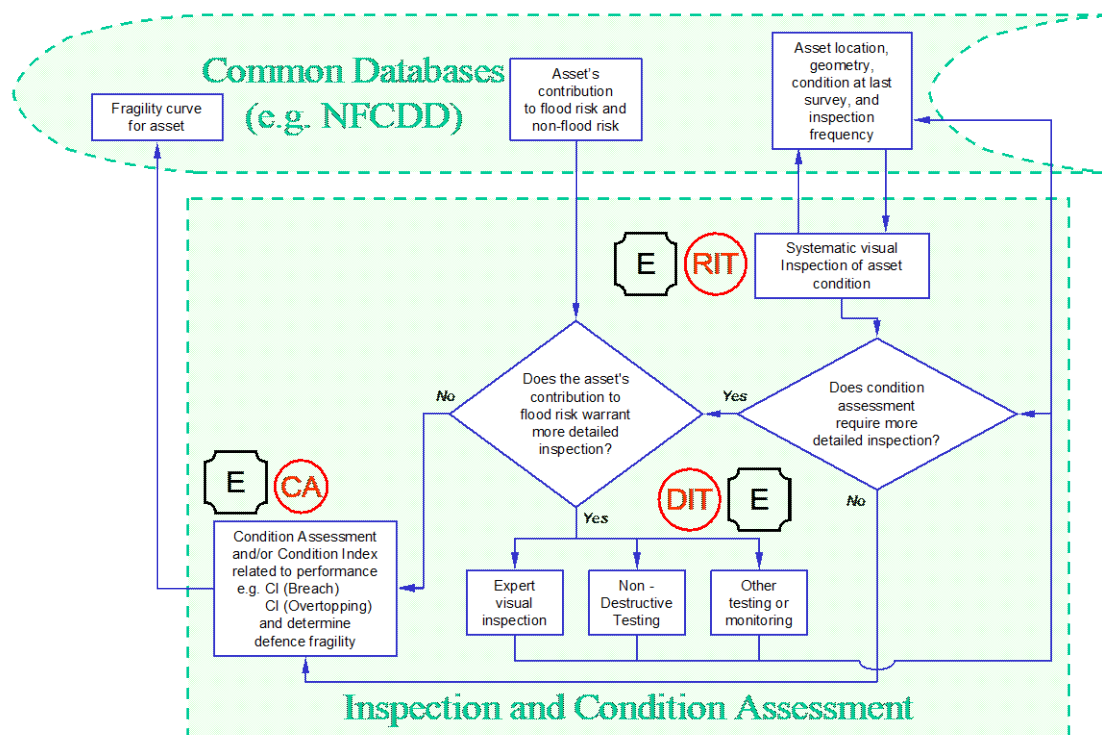 Common Databases
(e.g. NFCDD)
Fragility curve
for asset
Asset's
contribution
to flood risk and
non-flood risk
Asset location,
geometry,
condition at last
survey, and
inspection
frequency
E
RIT
Systematic visual
Inspection of asset
condition
Does the asset's
contribution to
flood risk warrant
more detailed
inspection?
No
Yes
Does condition
assessment
require more
detailed inspection?
Yes
No
E
CA
DIT
E
Condition Assessment
and/or Condition Index
related to performance
e.g. CI (Breach)
CI (Overtopping)
and determine
defence fragility
Expert
visual
inspection
Non -
Destructive
Testing
Other
testing or
monitoring
Inspection and Condition Assessment